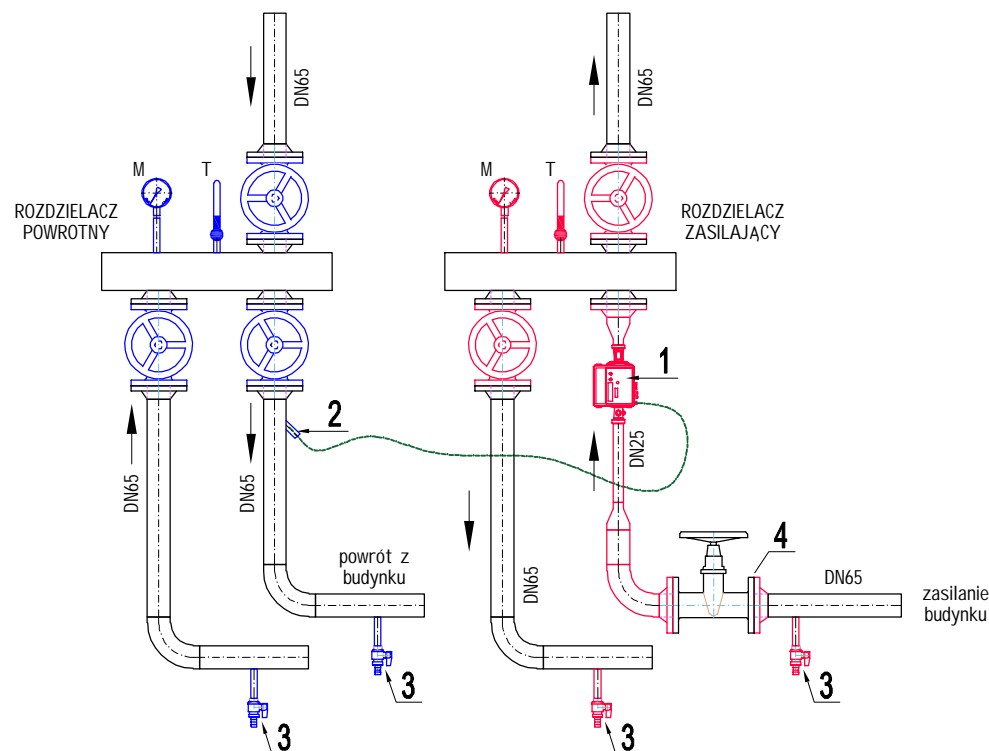 DN65
DN65
M
T
M
T
ROZDZIELACZ
POWROTNY
ROZDZIELACZ
ZASILAJĄCY
1
2
DN65
DN65
DN25
powrót z
budynku
DN65
4
DN65
zasilanie
budynku
3
3
3
3